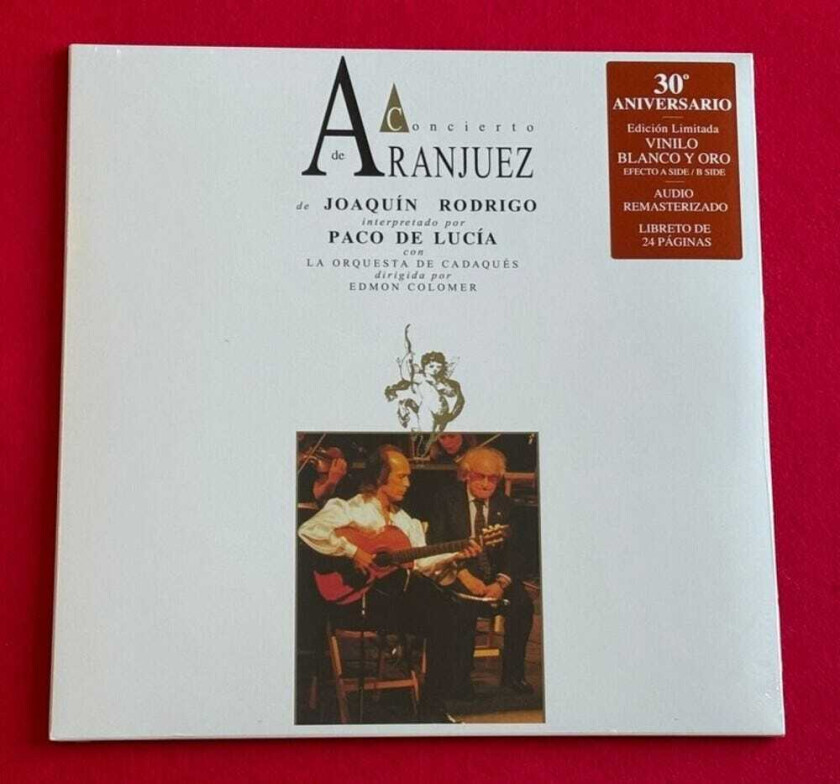 Concierto
de ARANJUEZ
de JOAQUÍN RODRIGO
interpretado por
PACO DE LUCÍA
con
LA ORQUESTA DE CADAQUÉS
dirigida por
EDMON COLOMER
30º
ANIVERSARIO
Edición Limitada
VINILO
BLANCO Y ORO
EFECTO A SIDE / B SIDE
AUDIO
REMASTERIZADO
LIBRETO DE
24 PÁGINAS